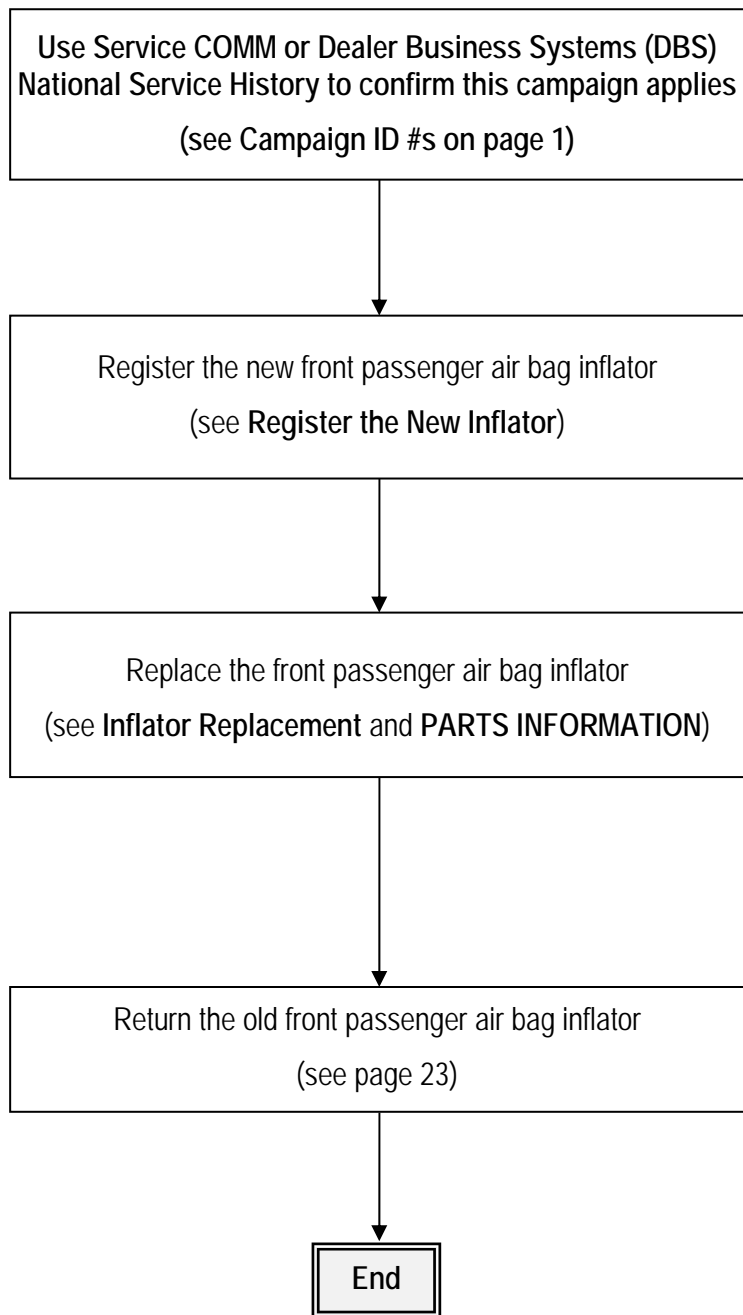 Use Service COMM or Dealer Business Systems (DBS)
National Service History to confirm this campaign applies
(see Campaign ID #s on page 1)
Register the new front passenger air bag inflator
(see Register the New Inflator)
Replace the front passenger air bag inflator
(see Inflator Replacement and PARTS INFORMATION)
Return the old front passenger air bag inflator
(see page 23)
End